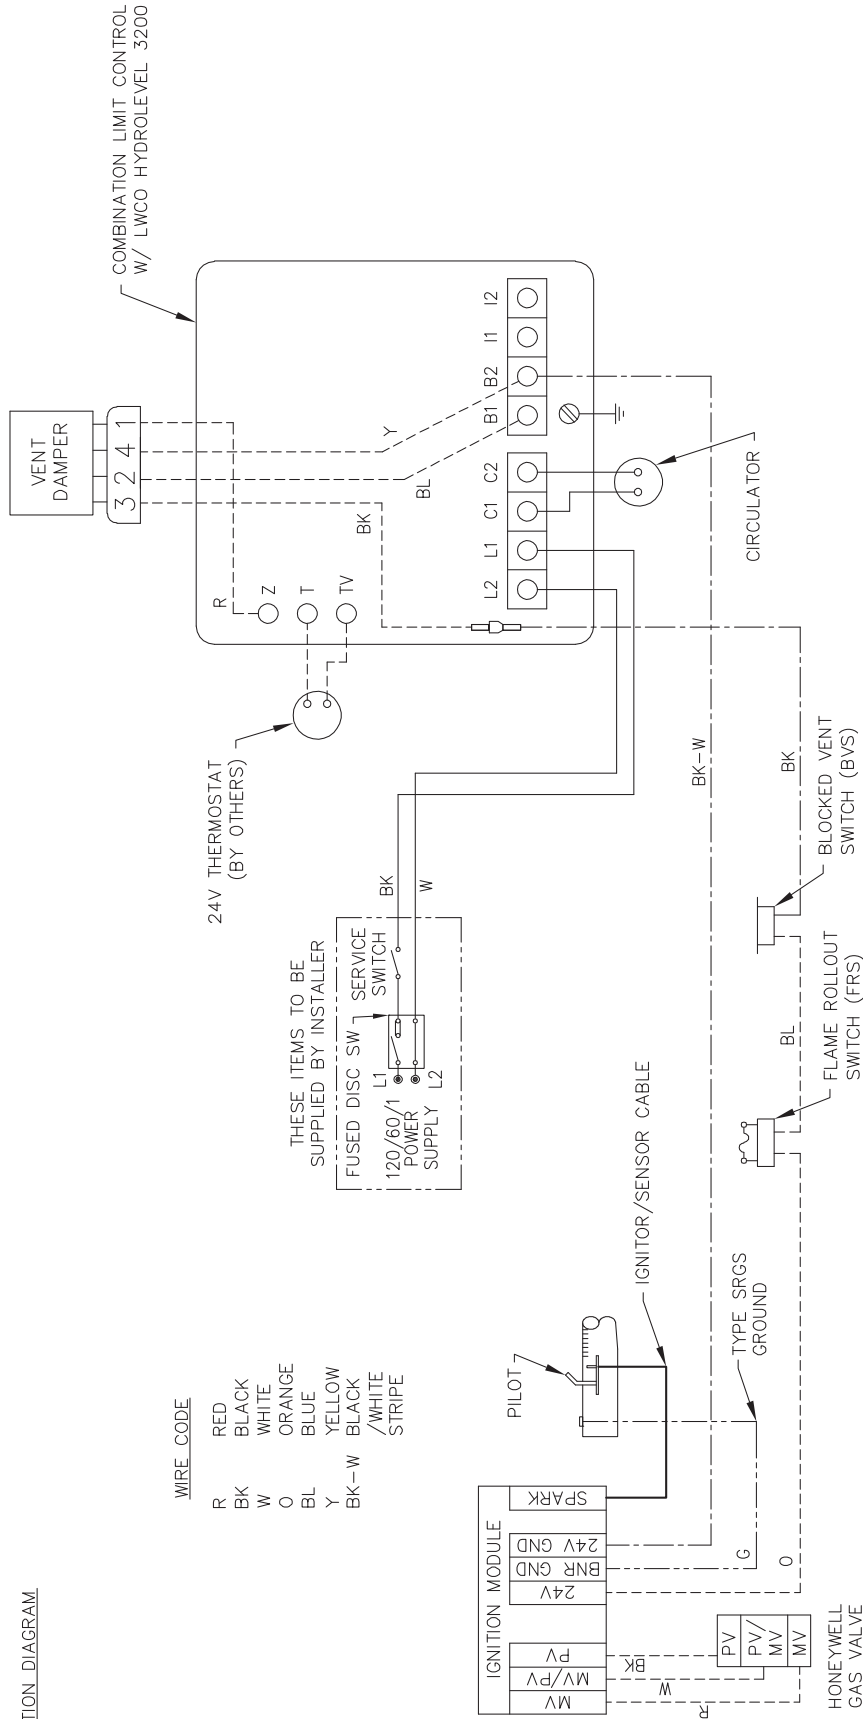 TION DIAGRAM
COMBINATION LIMIT CONTROL
W/ LWCO HYDROLEVEL 3200
VENT
DAMPER
3 2 4 1
R
BK
BL
Y
Z
T
TV
L2
L1
C1
C2
B1
B2
I1
I2
24V THERMOSTAT
(BY OTHERS)
CIRCULATOR
THESE ITEMS TO BE
SUPPLIED BY INSTALLER
FUSED DISC SW
SERVICE
SWITCH
L1
L2
120/60/1
POWER
SUPPLY
BK
W
BK-W
BK
BLOCKED VENT
SWITCH (BVS)
BL
FLAME ROLLOUT
SWITCH (FRS)
WIRE CODE
R RED
BK BLACK
W WHITE
O ORANGE
BL BLUE
Y YELLOW
BK-W BLACK
/WHITE
STRIPE
PILOT
IGNITOR/SENSOR CABLE
TYPE SRGS
GROUND
IGNITION MODULE
MV
MV/PV
PV
24V
BNR GND
24V GND
SPARK
G
O
BK
W
R
PV
PV/
MV
MV
HONEYWELL
GAS VALVE